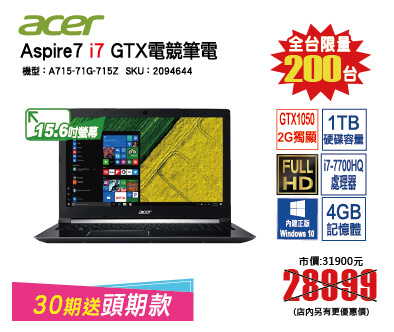 acer
Aspire7 i7 GTX電競筆電
機型：A715-71G-715Z SKU：2094644
全台限量
200台
15.6吋螢幕
acer
GTX1050
2G獨顯
1TB
硬碟容量
FULL
HD
i7-7700HQ
處理器
內建正版
Windows 10
4GB
記憶體
市價:31900元
28099
(店內另有更優惠價)
30期送頭期款